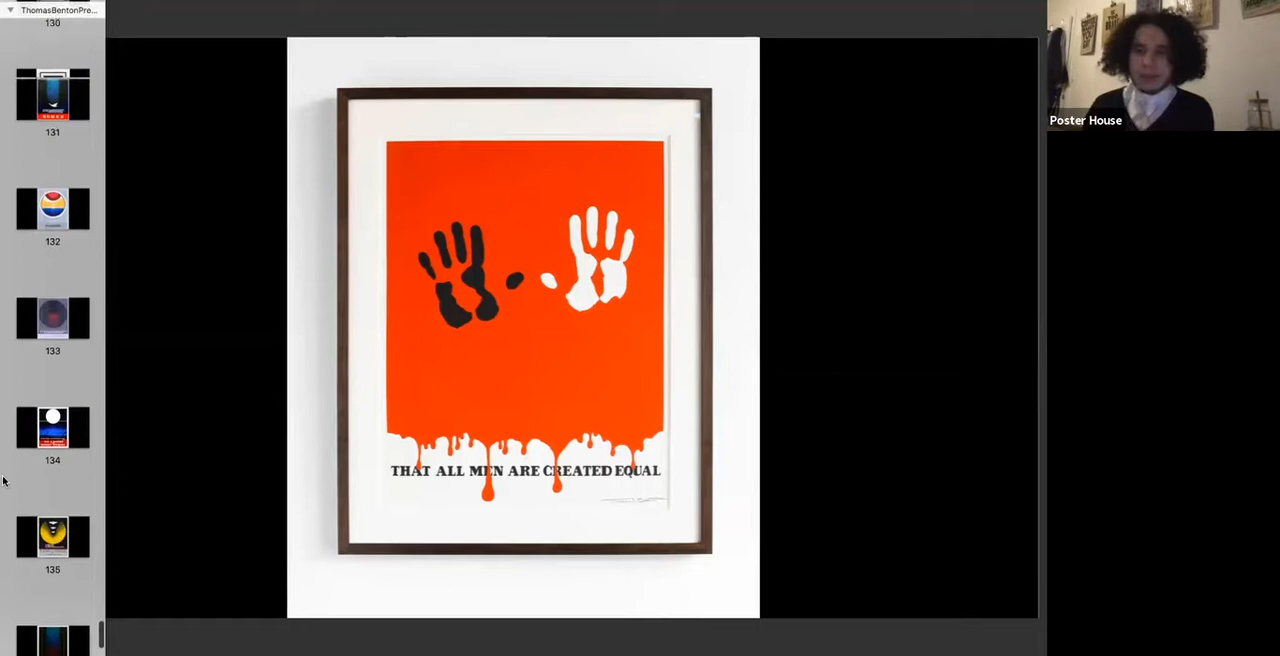 ThomasBentonPre...
130
131
132
133
134
135
Poster House
THAT ALL MEN ARE CREATED EQUAL